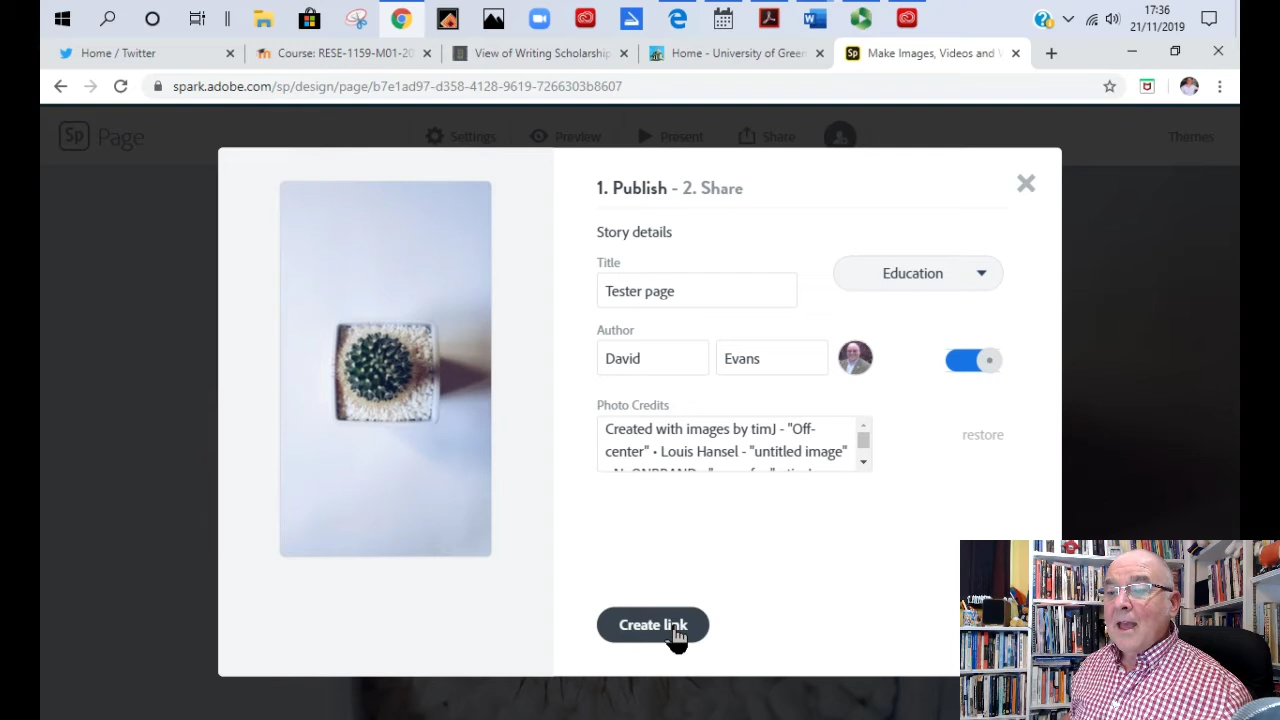 17:36
21/11/2019
Home / Twitter
Course: RESE-1159-M01-20
View of Writing Scholarship
Home - University of Green
Sp Make Images, Videos and
spark.adobe.com/sp/design/page/b7e1ad97-d358-4128-9619-7266303b8607
Sp Page
Settings
Preview
Present
Share
Themes
1. Publish - 2. Share
Story details
Title
Tester page
Education
Author
David
Evans
Photo Credits
Created with images by timJ - "Off-
center" • Louis Hansel - "untitled image"
restore
Create link